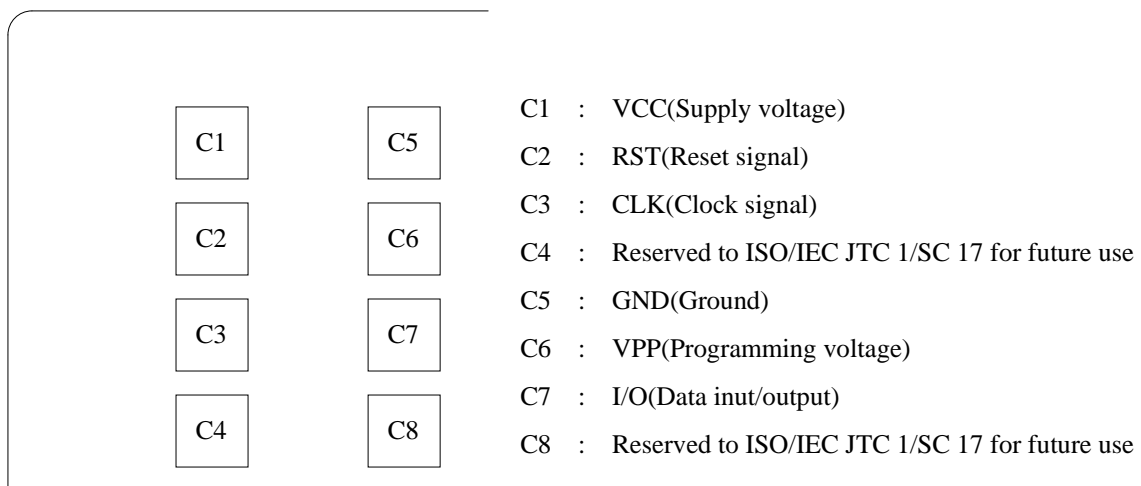 C1 C5
C2 C6
C3 C7
C4 C8
C1 : VCC(Supply voltage)
C2 : RST(Reset signal)
C3 : CLK(Clock signal)
C4 : Reserved to ISO/IEC JTC 1/SC 17 for future use
C5 : GND(Ground)
C6 : VPP(Programming voltage)
C7 : I/O(Data inut/output)
C8 : Reserved to ISO/IEC JTC 1/SC 17 for future use